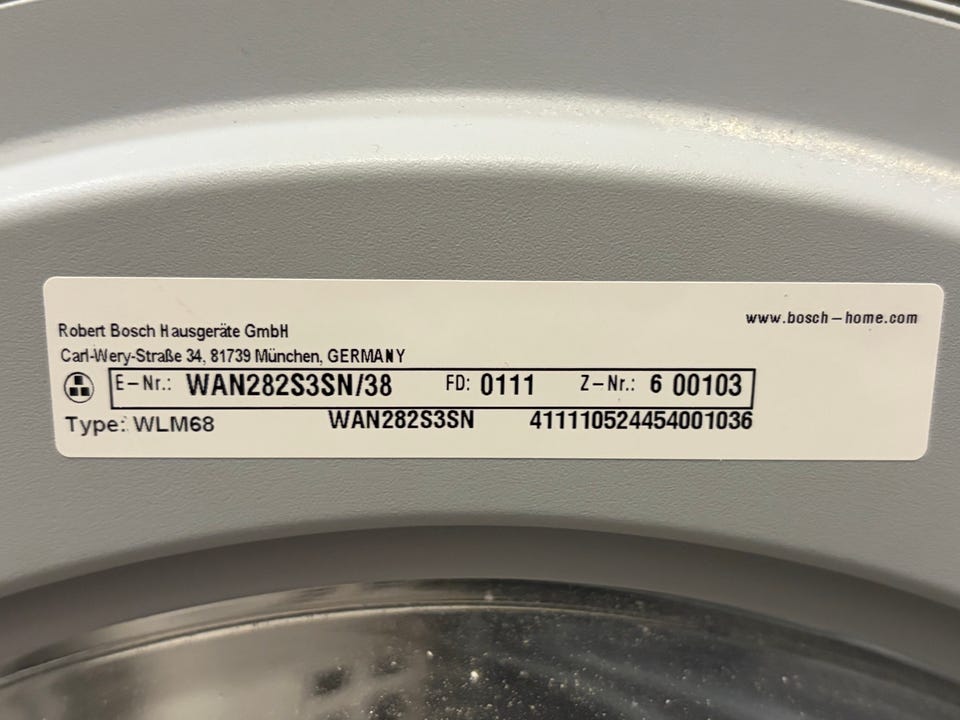 www.bosch-home.com
Robert Bosch Hausgeräte GmbH
Carl-Wery-Straße 34, 81739 München, GERMANY
E-Nr.: WAN282S3SN/38 FD: 0111 Z-Nr.: 6 00103
Type: WLM68 WAN282S3SN 411110524454001036